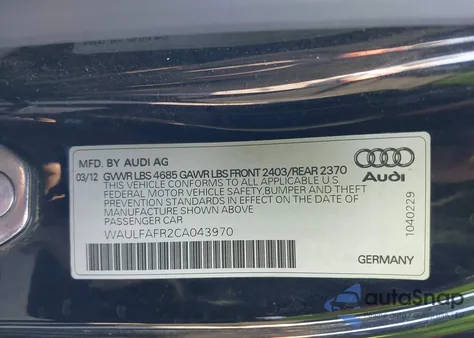 MFD. BY AUDI AG
03/12 GVWR LBS 4685 GAWR LBS FRONT 2403/REAR 2370
THIS VEHICLE CONFORMS TO ALL APPLICABLE U.S
FEDERAL MOTOR VEHICLE SAFETY,BUMPER AND THEFT
PREVENTION STANDARDS IN EFFECT ON THE
DATE OF MANUFACTURE SHOWN ABOVE
PASSENGER CAR
WAULFAFR2CA043970
Audi
1040229
GERMANY
autoSnap